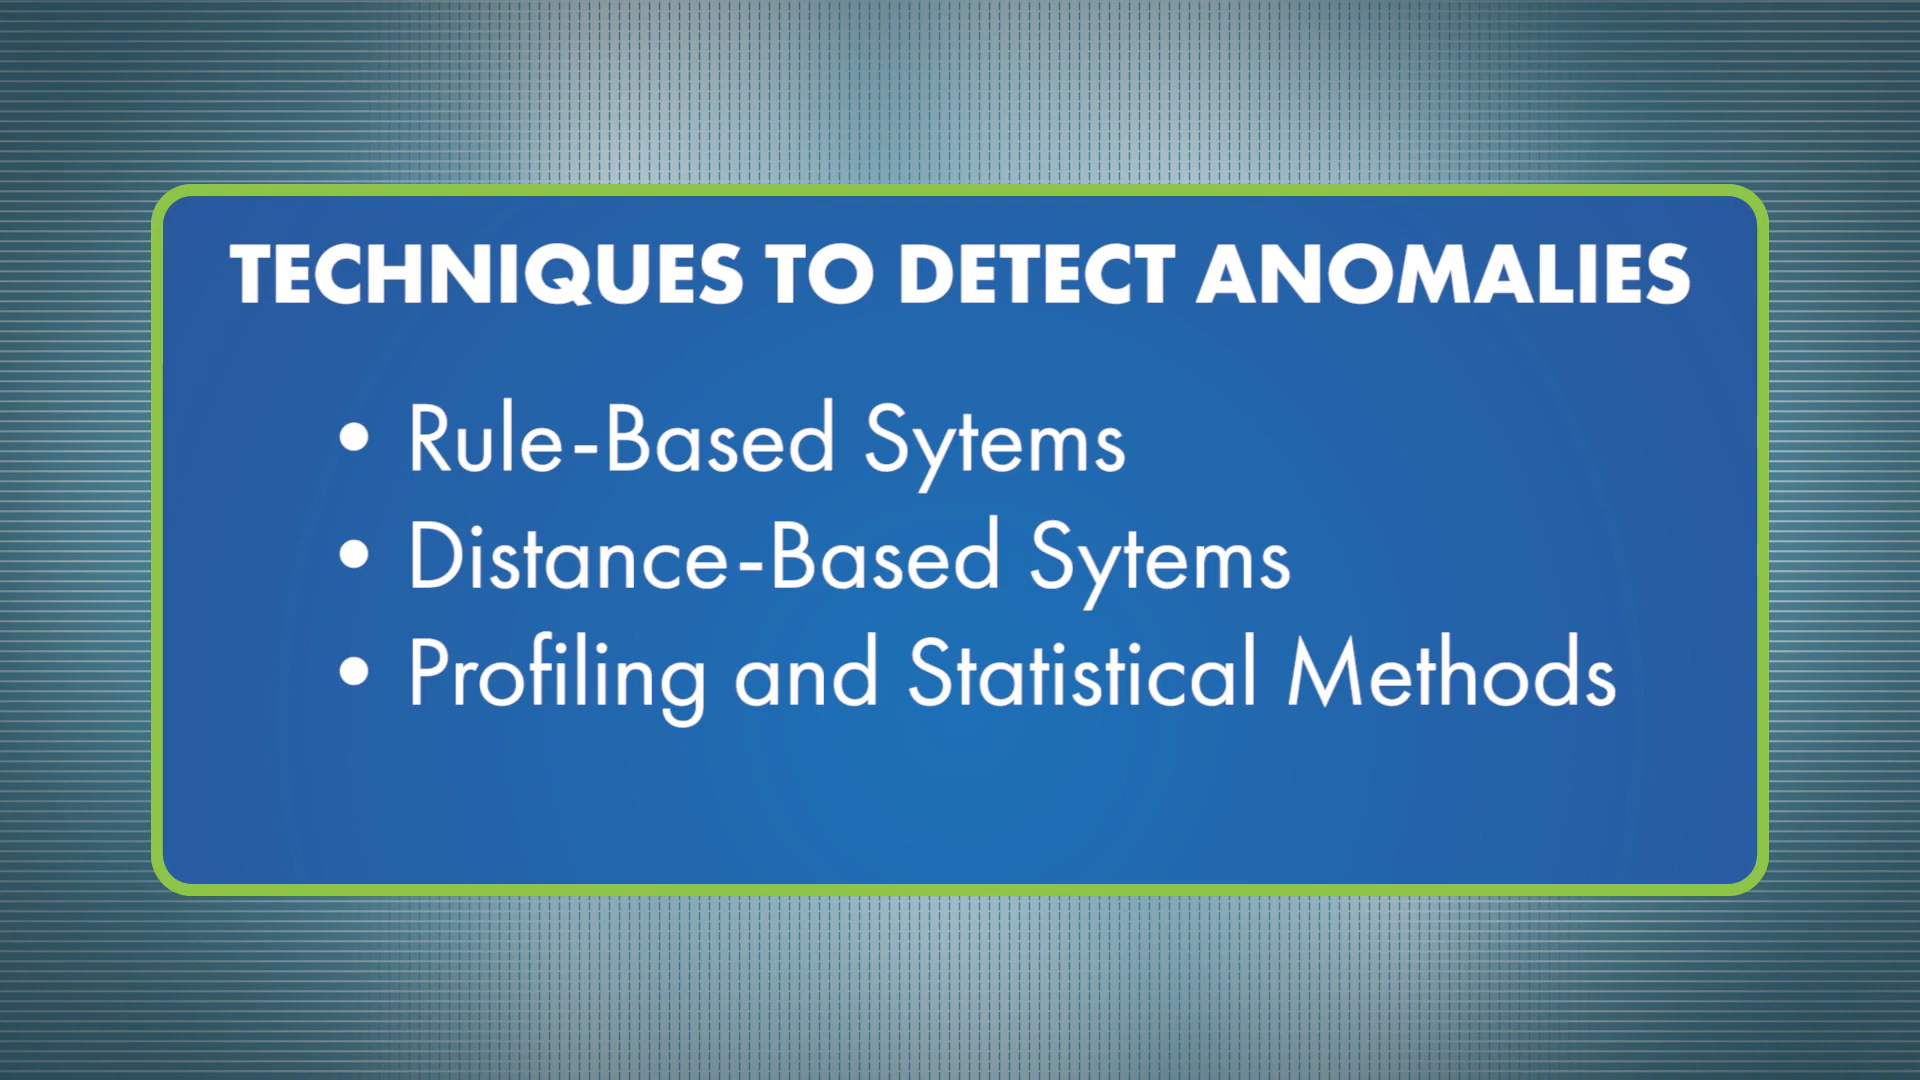 TECHNIQUES TO DETECT ANOMALIES
• Rule-Based Sytems
• Distance-Based Sytems
• Profiling and Statistical Methods